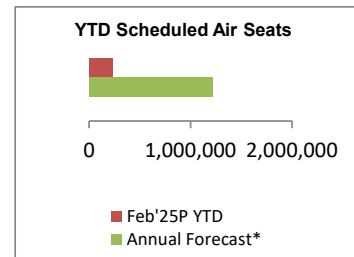 YTD Scheduled Air Seats
0 1,000,000 2,000,000
Feb'25P YTD
Annual Forecast*